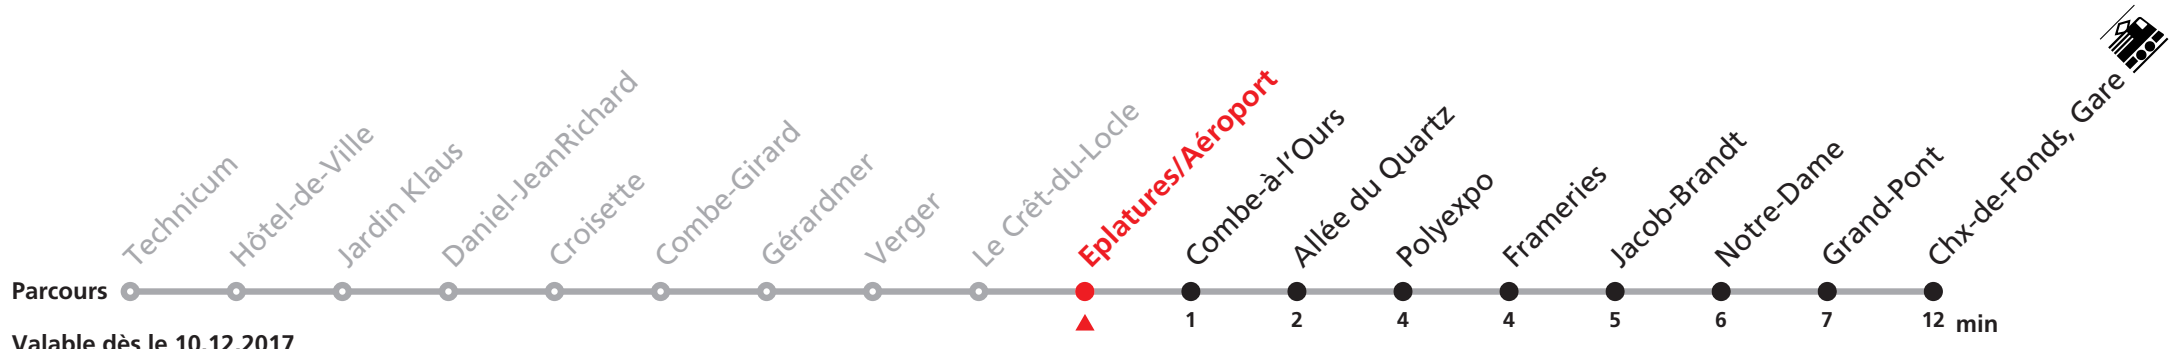 Technicum
Hôtel-de-Ville
Jardin Klaus
Daniel-JeanRichard
Croisette
Combe-Girard
Gérardmer
Verger
Le Crêt-du-Locle
Eplatures/Aéroport
Combe-à-l'Ours
Allée du Quartz
Polyexpo
Frameries
Jacob-Brandt
Notre-Dame
Grand-Pont
Chx-de-Fonds, Gare
Parcours
1 2 4 4 5 6 7 12 min
Valable dès le 10.12.2017